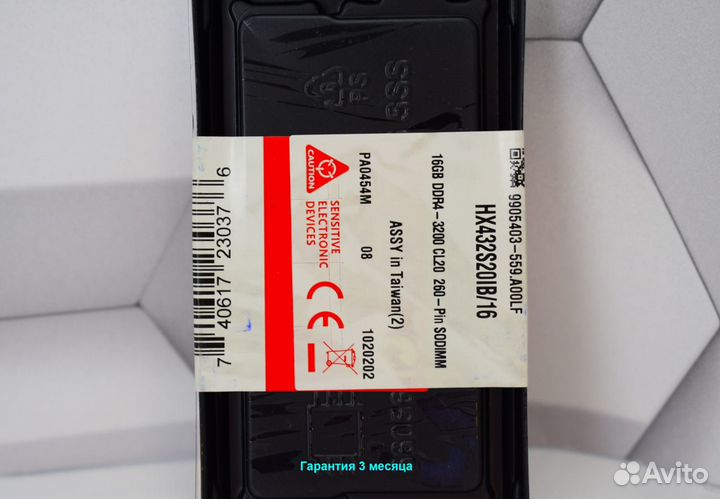 9905403-559.A00LF
HX432S20IB/16
16GB DDR4-3200 CL20 260-Pin SODIMM
ASSY in Taiwan(2)
PA0454M 08 1020202
CAUTION
SENSITIVE
ELECTRONIC
DEVICES
CE
7 40617 23037 6
PS
Гарантия 3 месяца
Avito